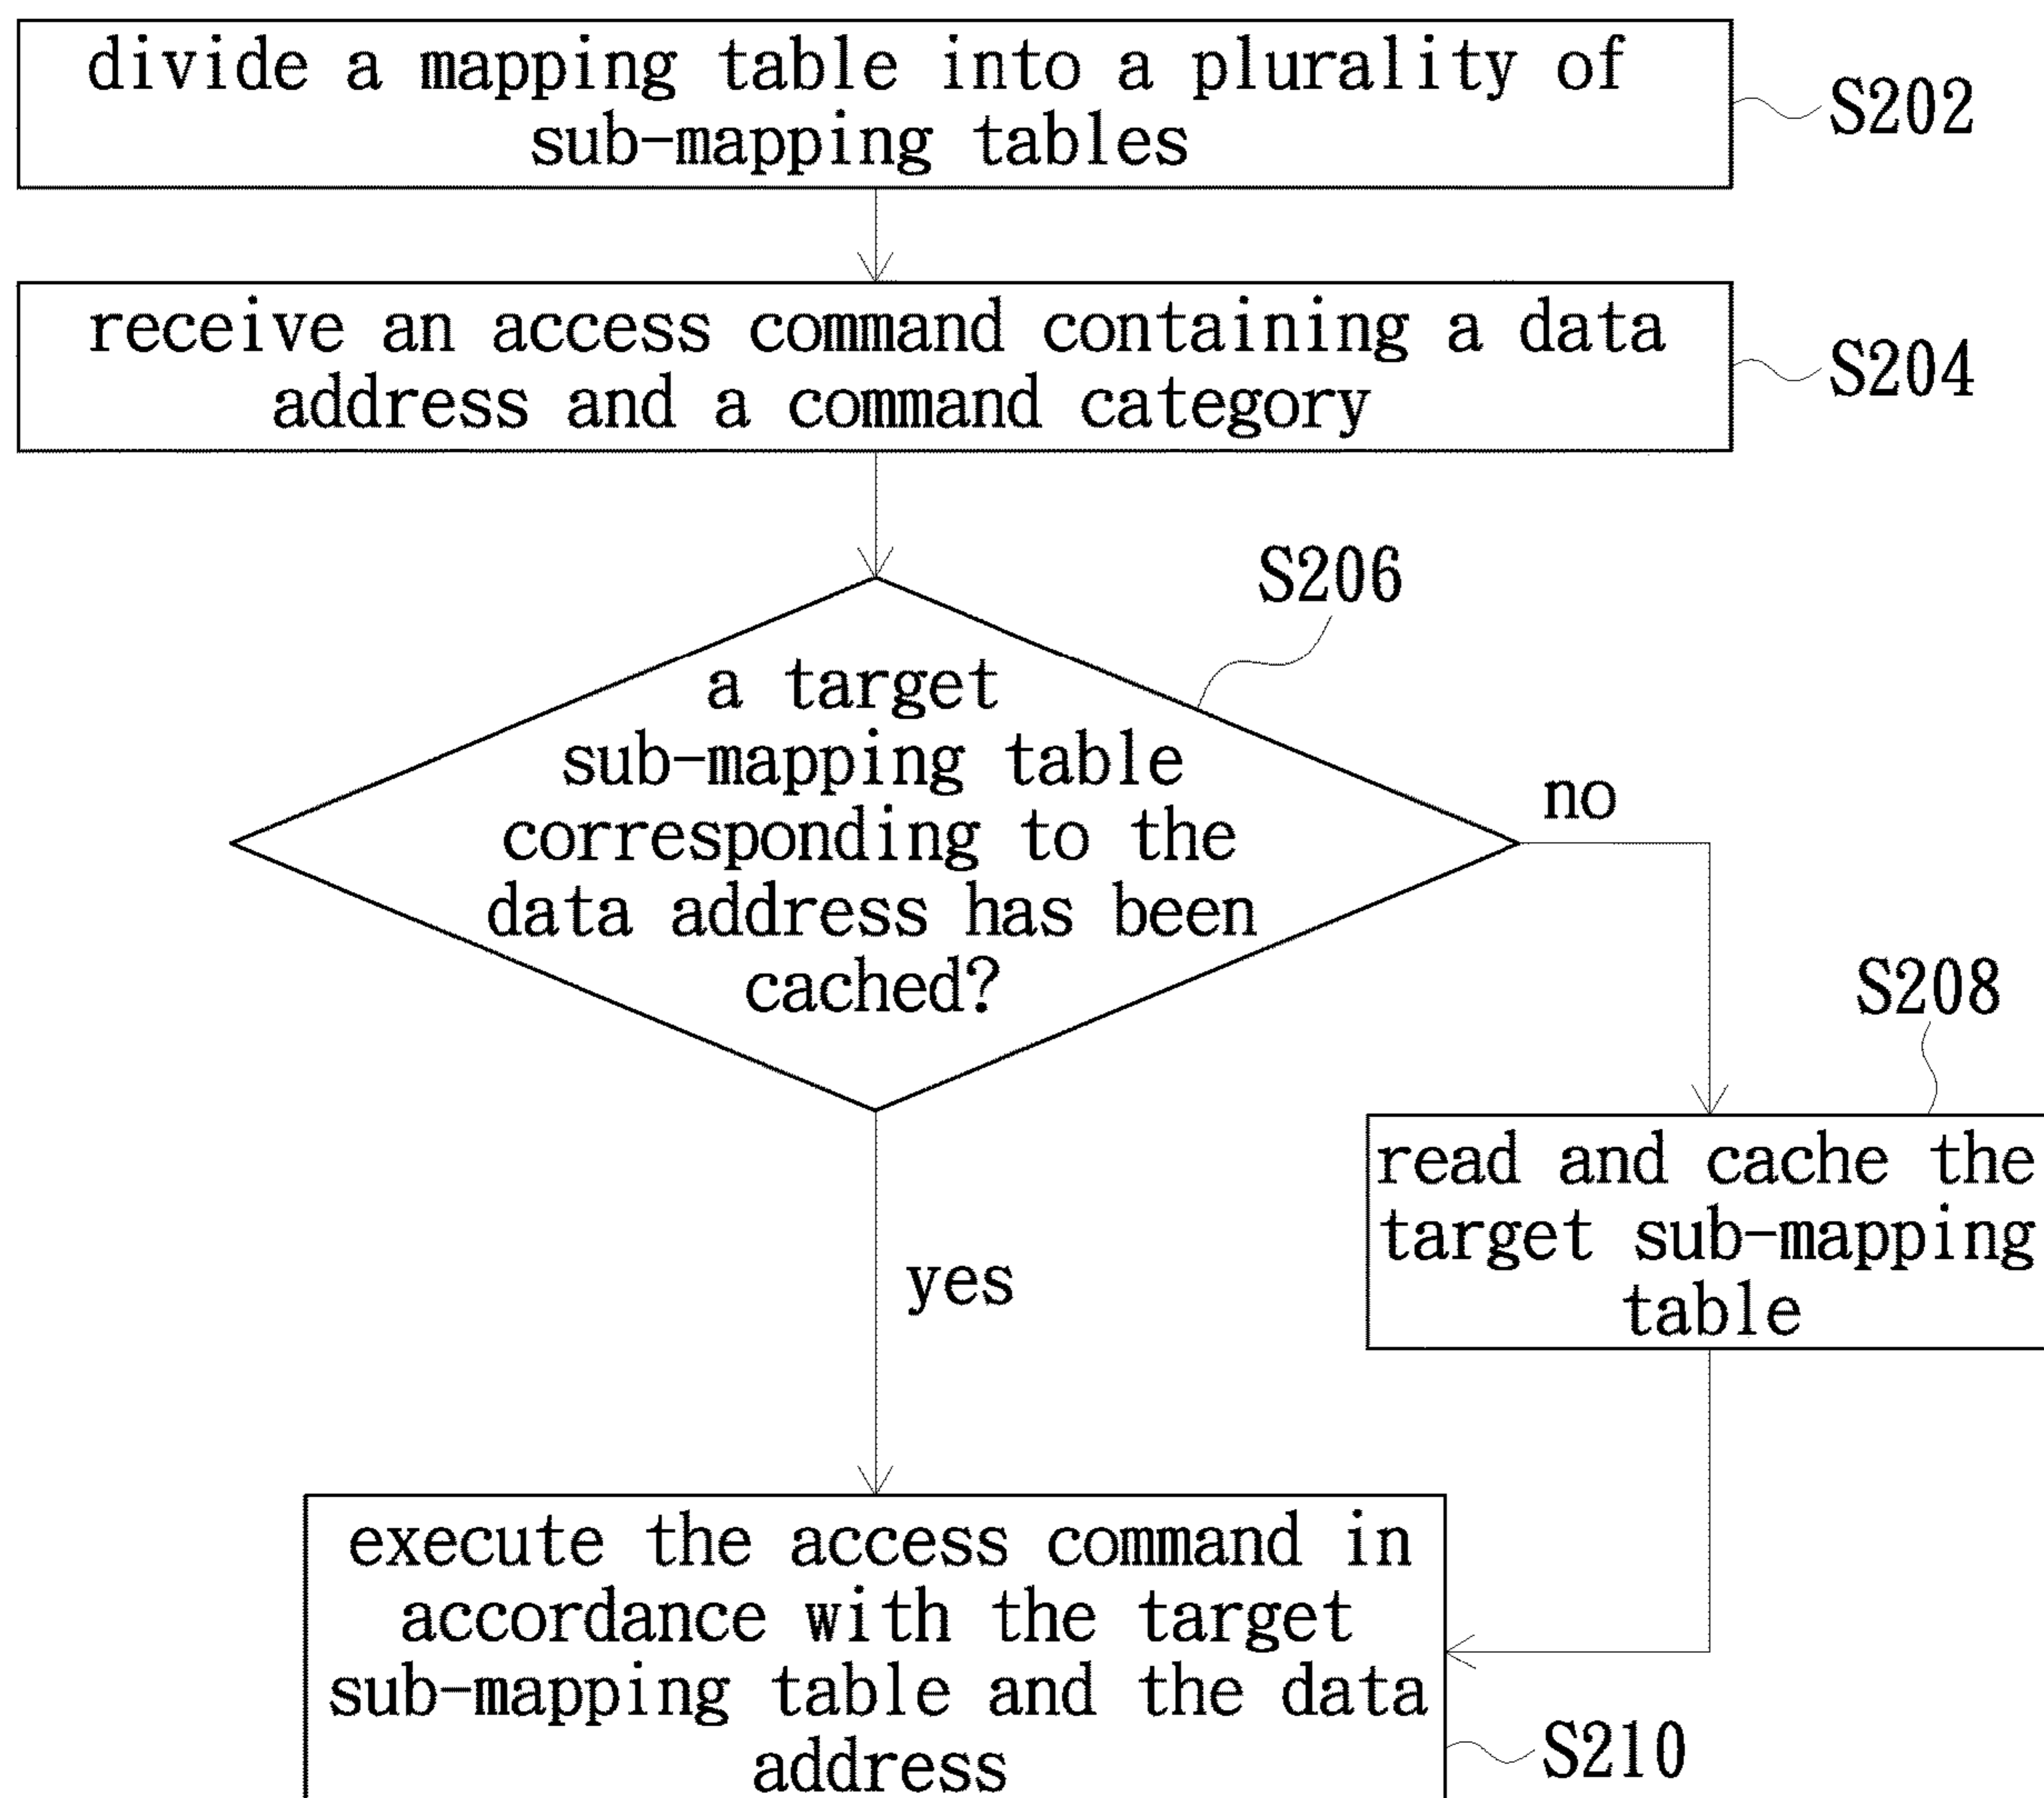 divide a mapping table into a plurality of
sub-mapping tables
S202
receive an access command containing a data
address and a command category
S204
S206
a target
sub-mapping table
corresponding to the
data address has been
cached?
no
S208
read and cache the
target sub-mapping
table
yes
execute the access command in
accordance with the target
sub-mapping table and the data
address
S210